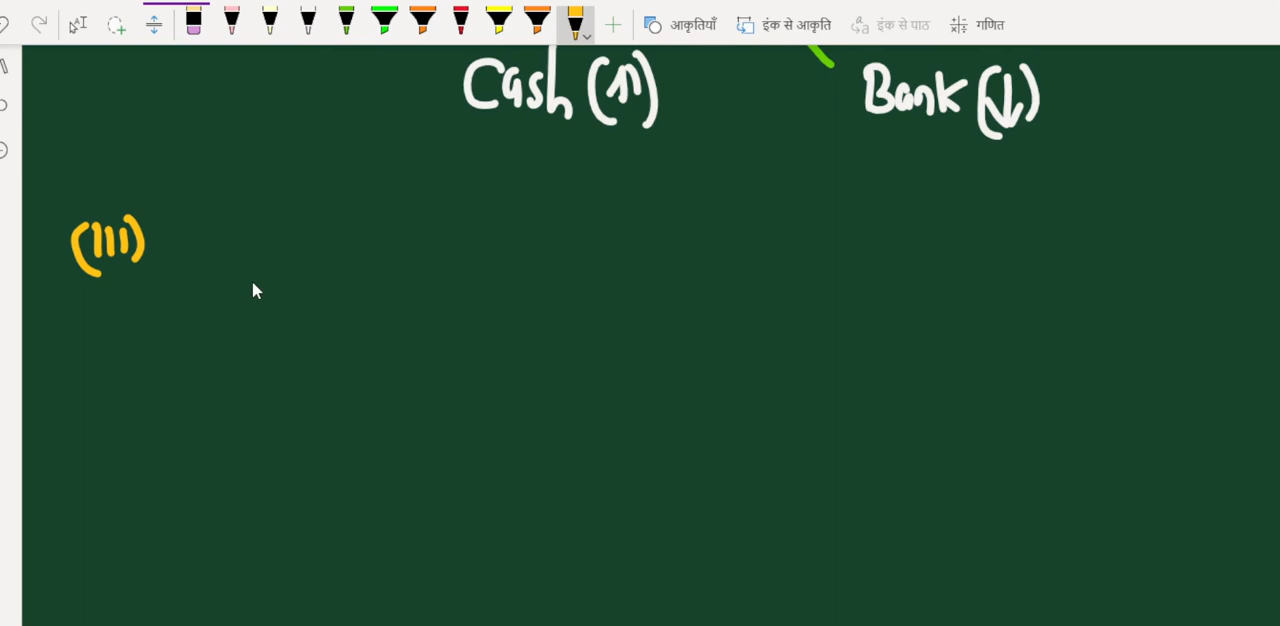 आकृतियाँ इंक से आकृति इंक से पाठ गणित
Cash (↑) Bank (↓)
(III)